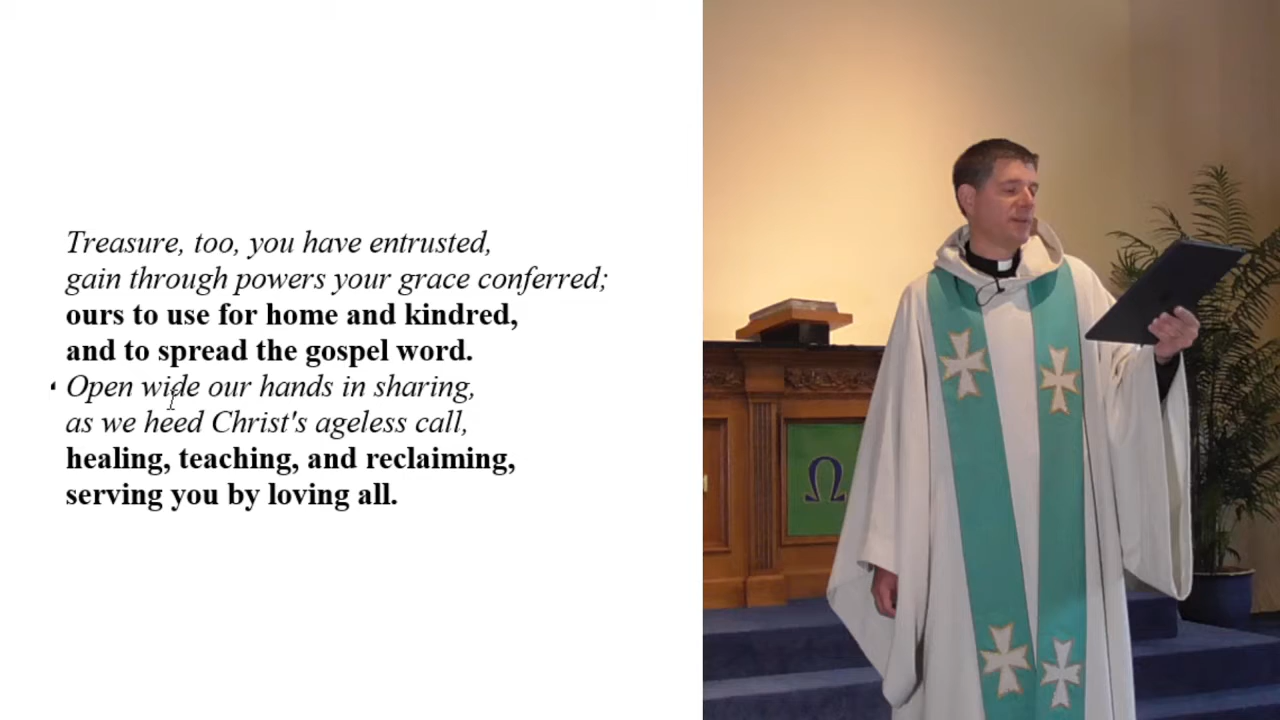 Treasure, too, you have entrusted,
gain through powers your grace conferred;
ours to use for home and kindred,
and to spread the gospel word.
Open wide our hands in sharing,
as we heed Christ's ageless call,
healing, teaching, and reclaiming,
serving you by loving all.
Ω